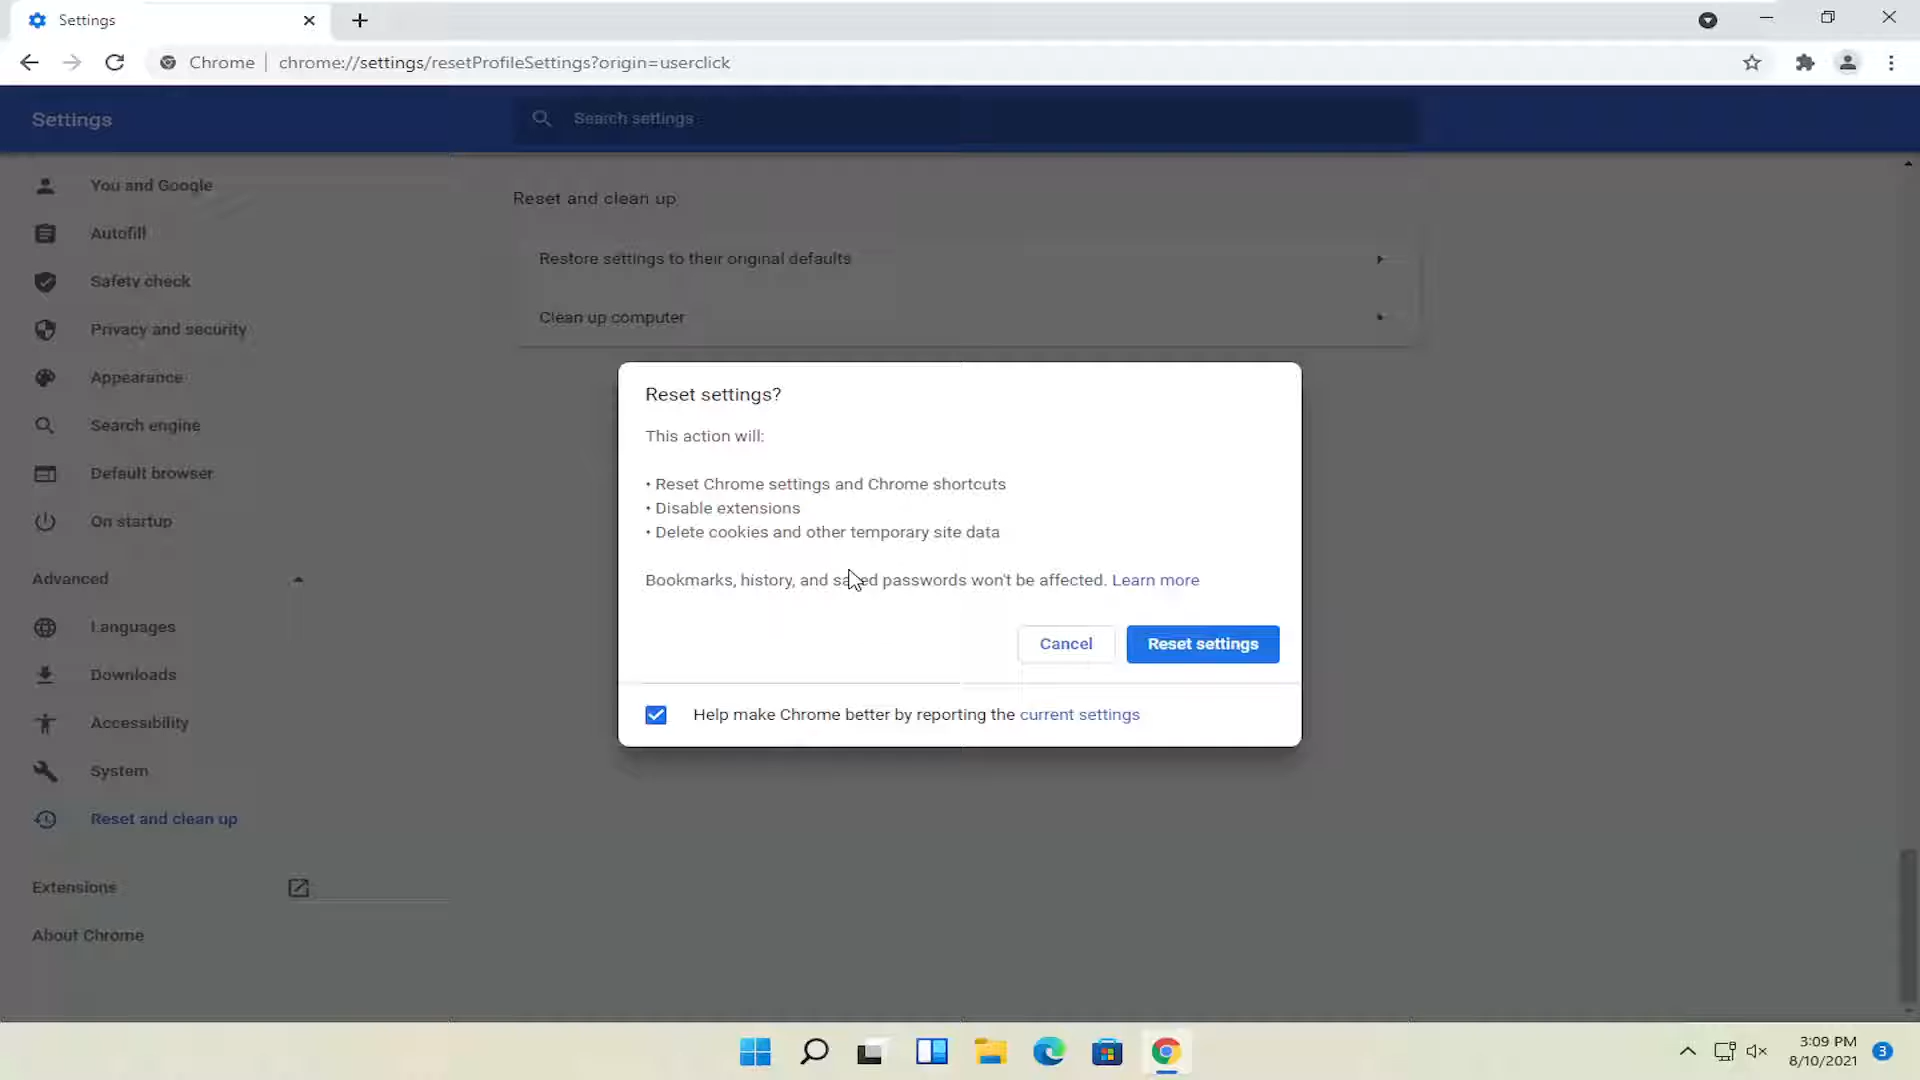 Settings
Chrome
chrome://settings/resetProfileSettings?origin=userclick
Settings
Search settings
You and Google
Autofill
Safety check
Privacy and security
Appearance
Search engine
Default browser
On startup
Advanced
Languages
Downloads
Accessibility
System
Reset and clean up
Extensions
About Chrome
Reset and clean up
Restore settings to their original defaults
Clean up computer
Reset settings?
This action will:
• Reset Chrome settings and Chrome shortcuts
• Disable extensions
• Delete cookies and other temporary site data
Bookmarks, history, and saved passwords won't be affected. Learn more
Cancel
Reset settings
Help make Chrome better by reporting the current settings
3:09 PM
8/10/2021
3